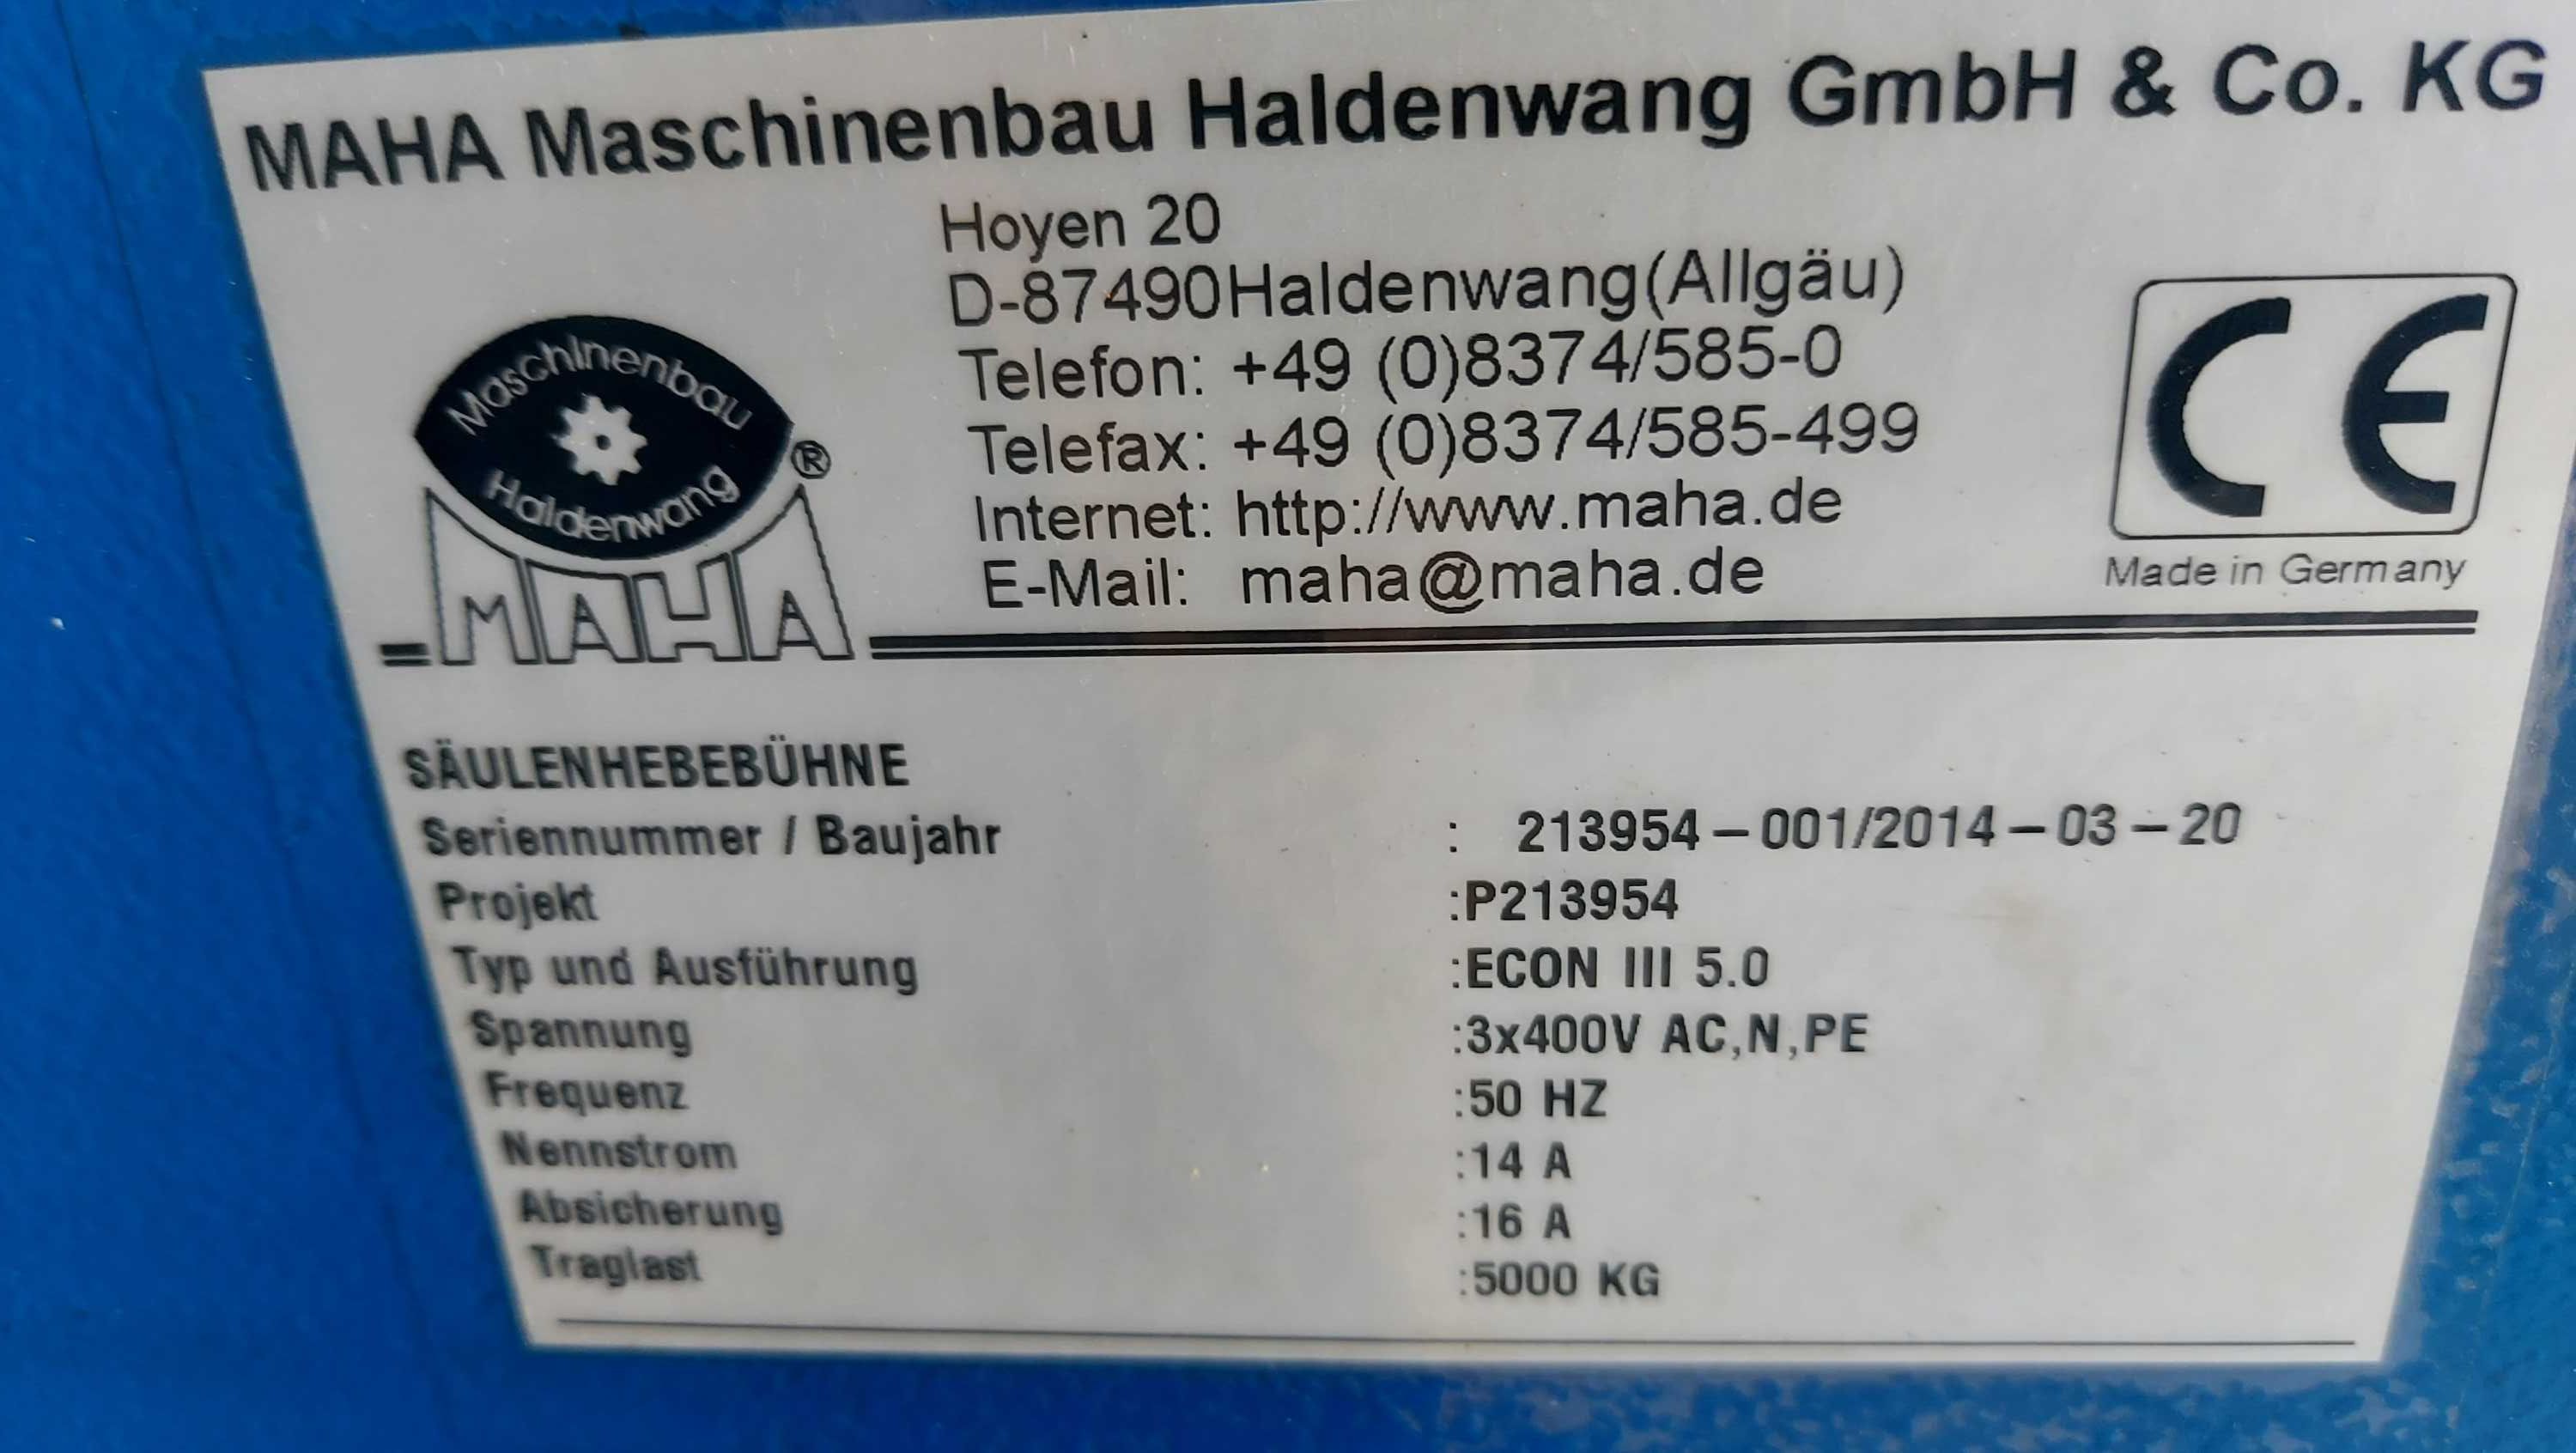 MAHA Maschinenbau Haldenwang GmbH & Co. KG
Hoyen 20
D-87490Haldenwang(Allgäu)
Telefon: +49 (0)8374/585-0
Telefax: +49 (0)8374/585-499
Internet: http://www.maha.de
E-Mail: maha@maha.de
Maschinenbau
Haldenwang
®
MAHA
CE
Made in Germany
SÄULENHEBEBÜHNE
Seriennummer / Baujahr : 213954-001/2014-03-20
Projekt :P213954
Typ und Ausführung :ECON III 5.0
Spannung :3x400V AC,N,PE
Frequenz :50 HZ
Nennstrom :14 A
Absicherung :16 A
Traglast :5000 KG